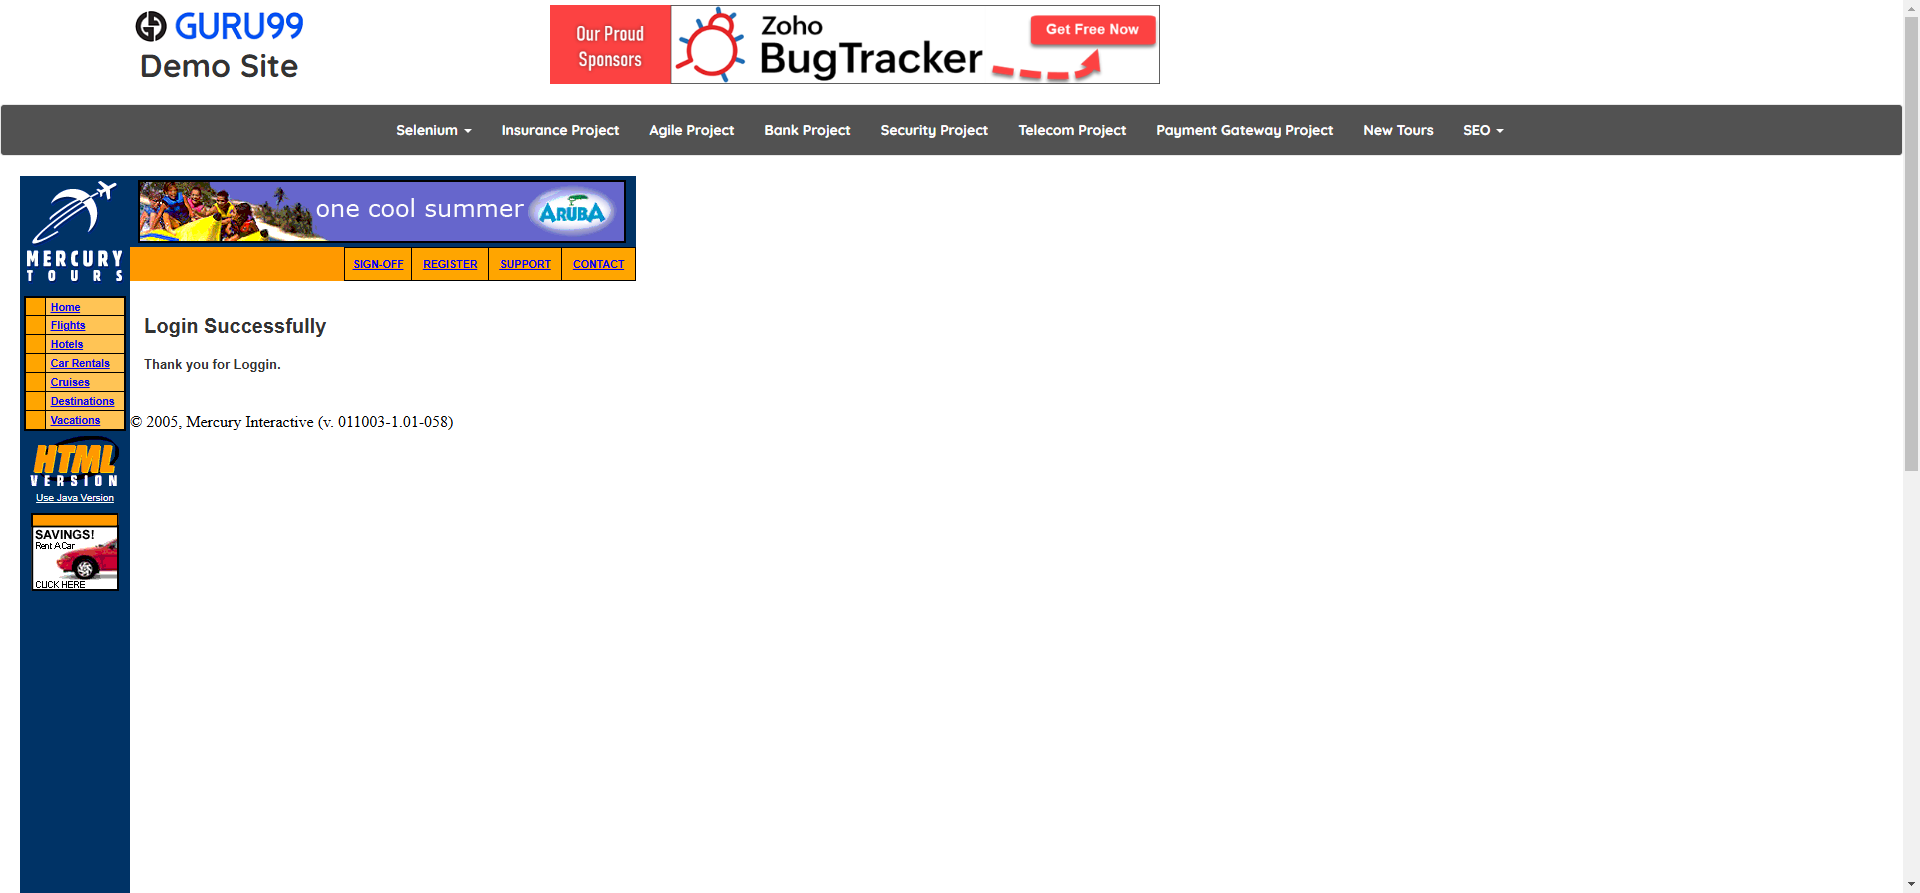 GURU99
Demo Site
Our Proud
Sponsors
Zoho
BugTracker
Get Free Now
Selenium
Insurance Project
Agile Project
Bank Project
Security Project
Telecom Project
Payment Gateway Project
New Tours
SEO
MERCURY
TOURS
one cool summer
ARUBA
SIGN-OFF
REGISTER
SUPPORT
CONTACT
Home
Flights
Hotels
Car Rentals
Cruises
Destinations
Vacations
HTML
VERSION
Use Java Version
SAVINGS!
Rent A Car
CLICK HERE
Login Successfully
Thank you for Loggin.
© 2005, Mercury Interactive (v. 011003-1.01-058)